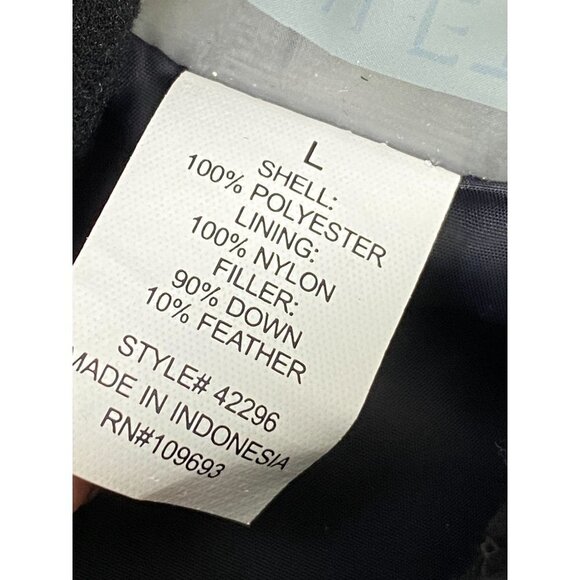 L
SHELL:
100% POLYESTER
LINING:
100% NYLON
FILLER:
90% DOWN
10% FEATHER
STYLE# 42296
MADE IN INDONESIA
RN#109693